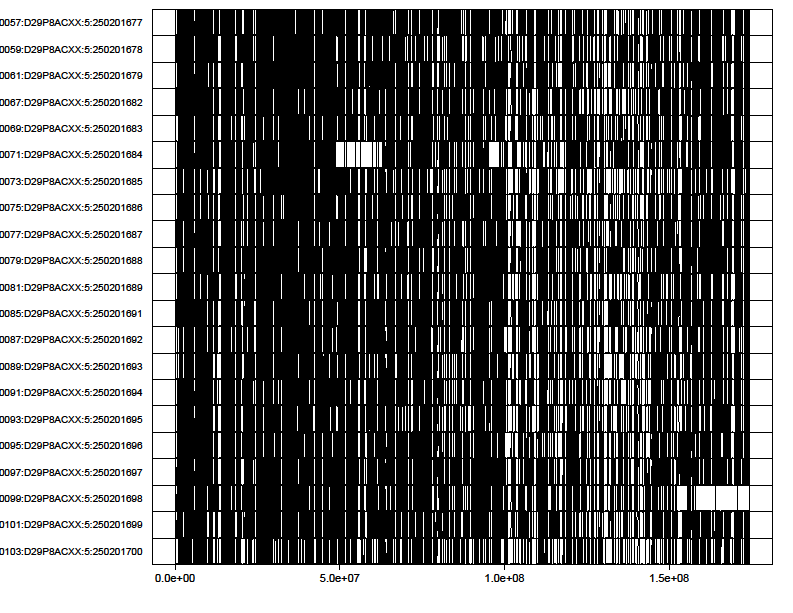 0057:D29P8ACXX:5:250201677
0059:D29P8ACXX:5:250201678
0061:D29P8ACXX:5:250201679
0067:D29P8ACXX:5:250201682
0069:D29P8ACXX:5:250201683
0071:D29P8ACXX:5:250201684
0073:D29P8ACXX:5:250201685
0075:D29P8ACXX:5:250201686
0077:D29P8ACXX:5:250201687
0079:D29P8ACXX:5:250201688
0081:D29P8ACXX:5:250201689
0085:D29P8ACXX:5:250201691
0087:D29P8ACXX:5:250201692
0089:D29P8ACXX:5:250201693
0091:D29P8ACXX:5:250201694
0093:D29P8ACXX:5:250201695
0095:D29P8ACXX:5:250201696
0097:D29P8ACXX:5:250201697
0099:D29P8ACXX:5:250201698
0101:D29P8ACXX:5:250201699
0103:D29P8ACXX:5:250201700
0.0e+00 5.0e+07 1.0e+08 1.5e+08